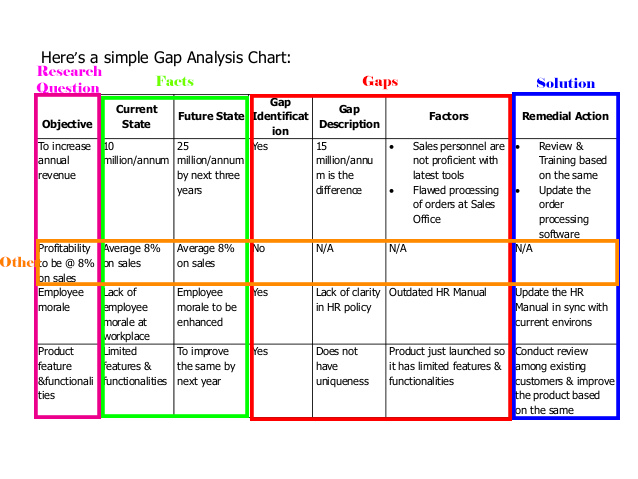 Here's a simple Gap Analysis Chart:
Research
Question
Facts
Gaps
Solution
Objective
Current
State
Future State
Gap
Identificat
ion
Gap
Description
Factors
Remedial Action
To increase
annual
revenue
10
million/annum
25
million/annum
by next three
years
Yes
15
million/annu
m is the
difference
• Sales personnel are
not proficient with
latest tools
• Flawed processing
of orders at Sales
Office
• Review &
Training based
on the same
• Update the
order
processing
software
Other
Profitability
to be @ 8%
on sales
Average 8%
on sales
Average 8%
on sales
No
N/A
N/A
N/A
Employee
morale
Lack of
employee
morale at
workplace
Employee
morale to be
enhanced
Yes
Lack of clarity
in HR policy
Outdated HR Manual
Update the HR
Manual in sync with
current environs
Product
feature
&functionali
ties
Limited
features &
functionalities
To improve
the same by
next year
Yes
Does not
have
uniqueness
Product just launched so
it has limited features &
functionalities
Conduct review
among existing
customers & improve
the product based
on the same